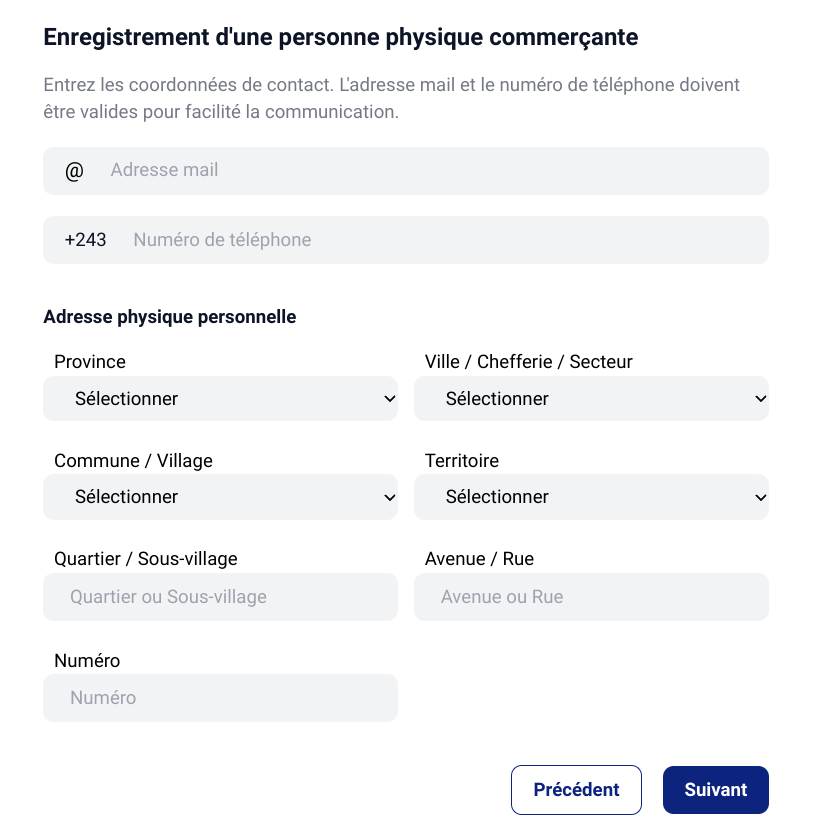 Enregistrement d'une personne physique commerçante
Entrez les coordonnées de contact. L'adresse mail et le numéro de téléphone doivent
être valides pour facilité la communication.
@ Adresse mail
+243 Numéro de téléphone
Adresse physique personnelle
Province
Ville / Chefferie / Secteur
Sélectionner
Sélectionner
Commune / Village
Territoire
Sélectionner
Sélectionner
Quartier / Sous-village
Avenue / Rue
Quartier ou Sous-village
Avenue ou Rue
Numéro
Numéro
Précédent
Suivant